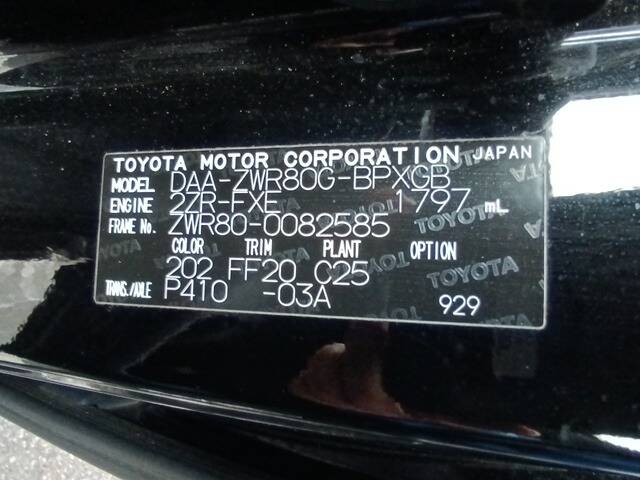 TOYOTA MOTOR CORPORATION JAPAN
MODEL DAA-ZWR80G-BPXGB
ENGINE 2ZR-FXE 1797 mL
FRAME No. ZWR80-0082585
COLOR TRIM PLANT OPTION
202 FF20 C25
TRANS./AXLE P410 -03A 929